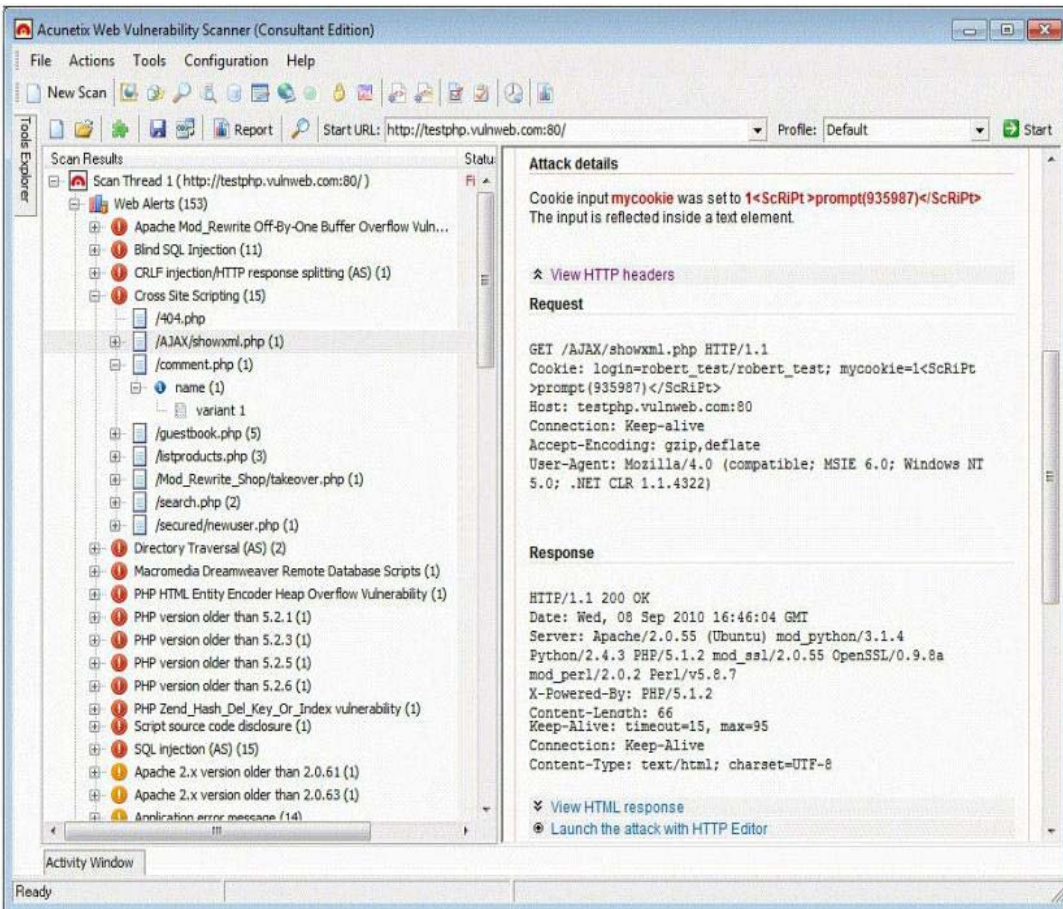 Acunetix Web Vulnerability Scanner (Consultant Edition)
File Actions Tools Configuration Help
New Scan
Report Start URL: http://testphp.vulnweb.com:80/ Profile: Default Start
Tools Explorer
Scan Results Statu
Scan Thread 1 ( http://testphp.vulnweb.com:80/ ) Fi
Web Alerts (153)
Apache Mod_Rewrite Off-By-One Buffer Overflow Vuln...
Blind SQL Injection (11)
CRLF injection/HTTP response splitting (AS) (1)
Cross Site Scripting (15)
/404.php
/AJAX/showxml.php (1)
/comment.php (1)
name (1)
variant 1
/guestbook.php (5)
/listproducts.php (3)
/Mod_Rewrite_Shop/takeover.php (1)
/search.php (2)
/secured/newuser.php (1)
Directory Traversal (AS) (2)
Macromedia Dreamweaver Remote Database Scripts (1)
PHP HTML Entity Encoder Heap Overflow Vulnerability (1)
PHP version older than 5.2.1 (1)
PHP version older than 5.2.3 (1)
PHP version older than 5.2.5 (1)
PHP version older than 5.2.6 (1)
PHP Zend_Hash_Del_Key_Or_Index vulnerability (1)
Script source code disclosure (1)
SQL injection (AS) (15)
Apache 2.x version older than 2.0.61 (1)
Apache 2.x version older than 2.0.63 (1)
Application error message (14)
Attack details
Cookie input mycookie was set to 1<ScRiPt >prompt(935987)</ScRiPt>
The input is reflected inside a text element.
View HTTP headers
Request
GET /AJAX/showxml.php HTTP/1.1
Cookie: login=robert_test/robert_test; mycookie=1<ScRiPt
>prompt(935987)</ScRiPt>
Host: testphp.vulnweb.com:80
Connection: Keep-alive
Accept-Encoding: gzip,deflate
User-Agent: Mozilla/4.0 (compatible; MSIE 6.0; Windows NT
5.0; .NET CLR 1.1.4322)
Response
HTTP/1.1 200 OK
Date: Wed, 08 Sep 2010 16:46:04 GMT
Server: Apache/2.0.55 (Ubuntu) mod_python/3.1.4
Python/2.4.3 PHP/5.1.2 mod_ssl/2.0.55 OpenSSL/0.9.8a
mod_perl/2.0.2 Perl/v5.8.7
X-Powered-By: PHP/5.1.2
Content-Length: 66
Keep-Alive: timeout=15, max=95
Connection: Keep-Alive
Content-Type: text/html; charset=UTF-8
View HTML response
Launch the attack with HTTP Editor
Activity Window
Ready